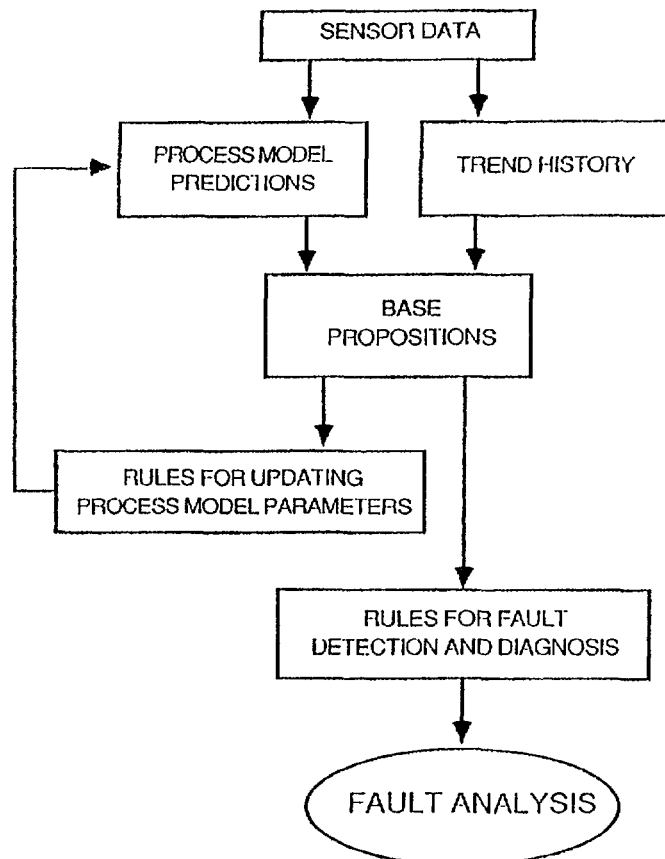 SENSOR DATA
PROCESS MODEL
PREDICTIONS
TREND HISTORY
BASE
PROPOSITIONS
RULES FOR UPDATING
PROCESS MODEL PARAMETERS
RULES FOR FAULT
DETECTION AND DIAGNOSIS
FAULT ANALYSIS